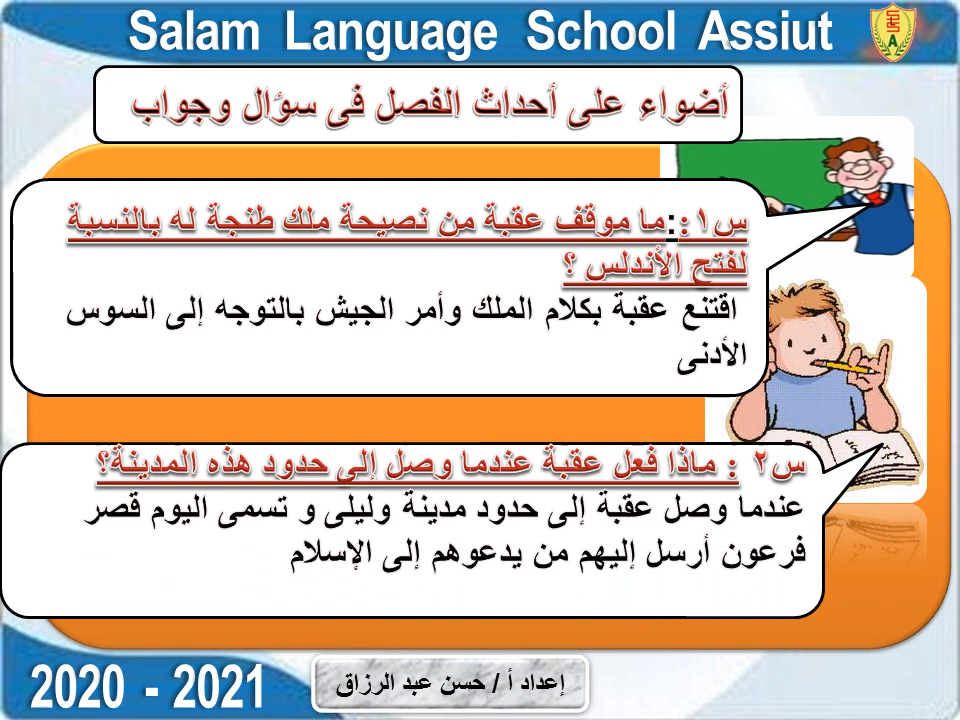 Salam Language School Assiut
أضواء على أحداث الفصل فى سؤال وجواب
س١ : :ما موقف عقبة من نصيحة ملك طنجة له بالنسبة
لفتح الأندلس ؟
اقتنع عقبة بكلام الملك وأمر الجيش بالتوجه إلى السوس
الأدنى
س٢ : ماذا فعل عقبة عندما وصل إلي حدود هذه المدينة؟
عندما وصل عقبة إلى حدود مدينة وليلى و تسمى اليوم قصر
فرعون أرسل إليهم من يدعوهم إلى الإسلام
2020 - 2021
إعداد أ / حسن عبد الرزاق